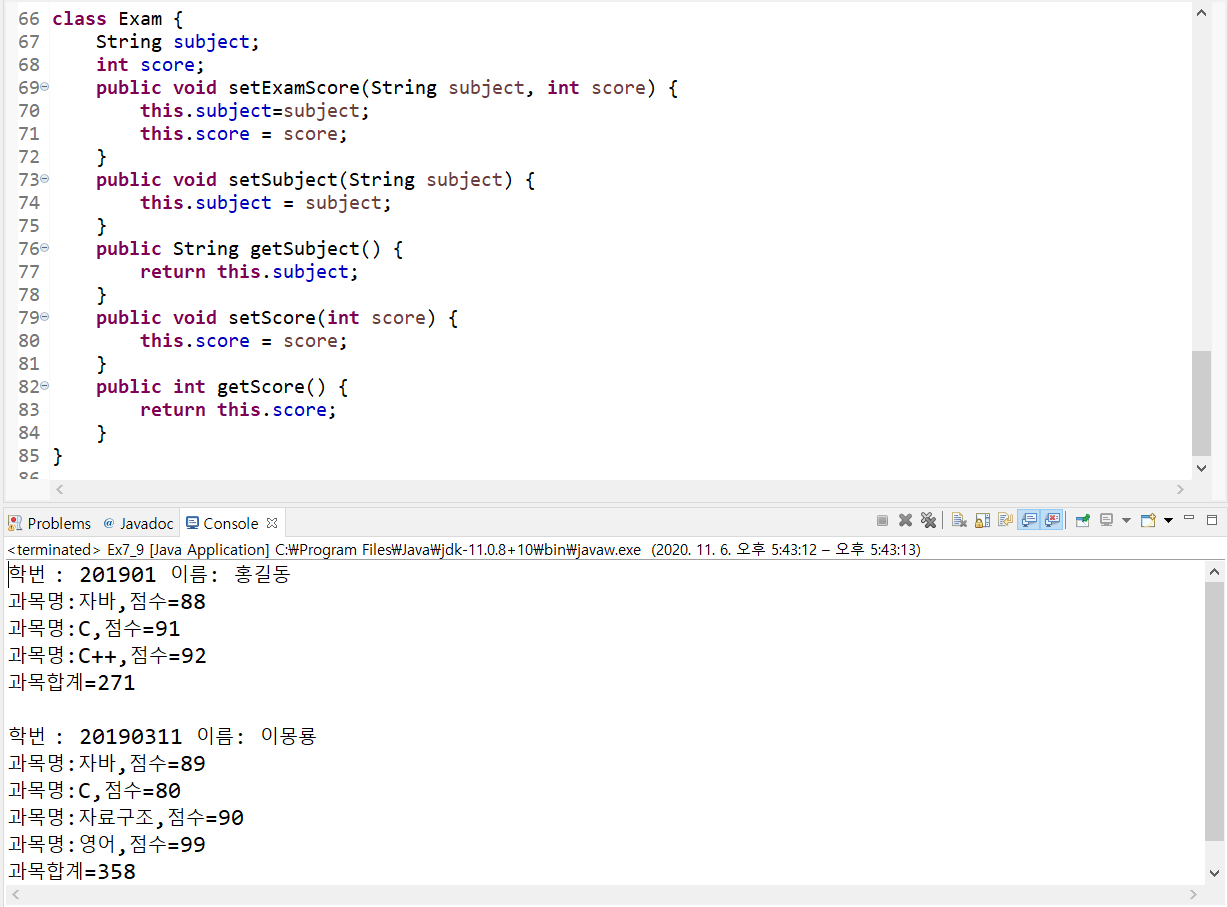 66 class Exam {
67     String subject;
68     int score;
69     public void setExamScore(String subject, int score) {
70         this.subject=subject;
71         this.score = score;
72     }
73     public void setSubject(String subject) {
74         this.subject = subject;
75     }
76     public String getSubject() {
77         return this.subject;
78     }
79     public void setScore(int score) {
80         this.score = score;
81     }
82     public int getScore() {
83         return this.score;
84     }
85 }
86
Problems @ Javadoc Console
<terminated> Ex7_9 [Java Application] C:₩Program Files₩Java₩jdk-11.0.8+10₩bin₩javaw.exe (2020. 11. 6. 오후 5:43:12 – 오후 5:43:13)
학번 : 201901 이름: 홍길동
과목명:자바,점수=88
과목명:C,점수=91
과목명:C++,점수=92
과목합계=271
학번 : 20190311 이름: 이몽룡
과목명:자바,점수=89
과목명:C,점수=80
과목명:자료구조,점수=90
과목명:영어,점수=99
과목합계=358